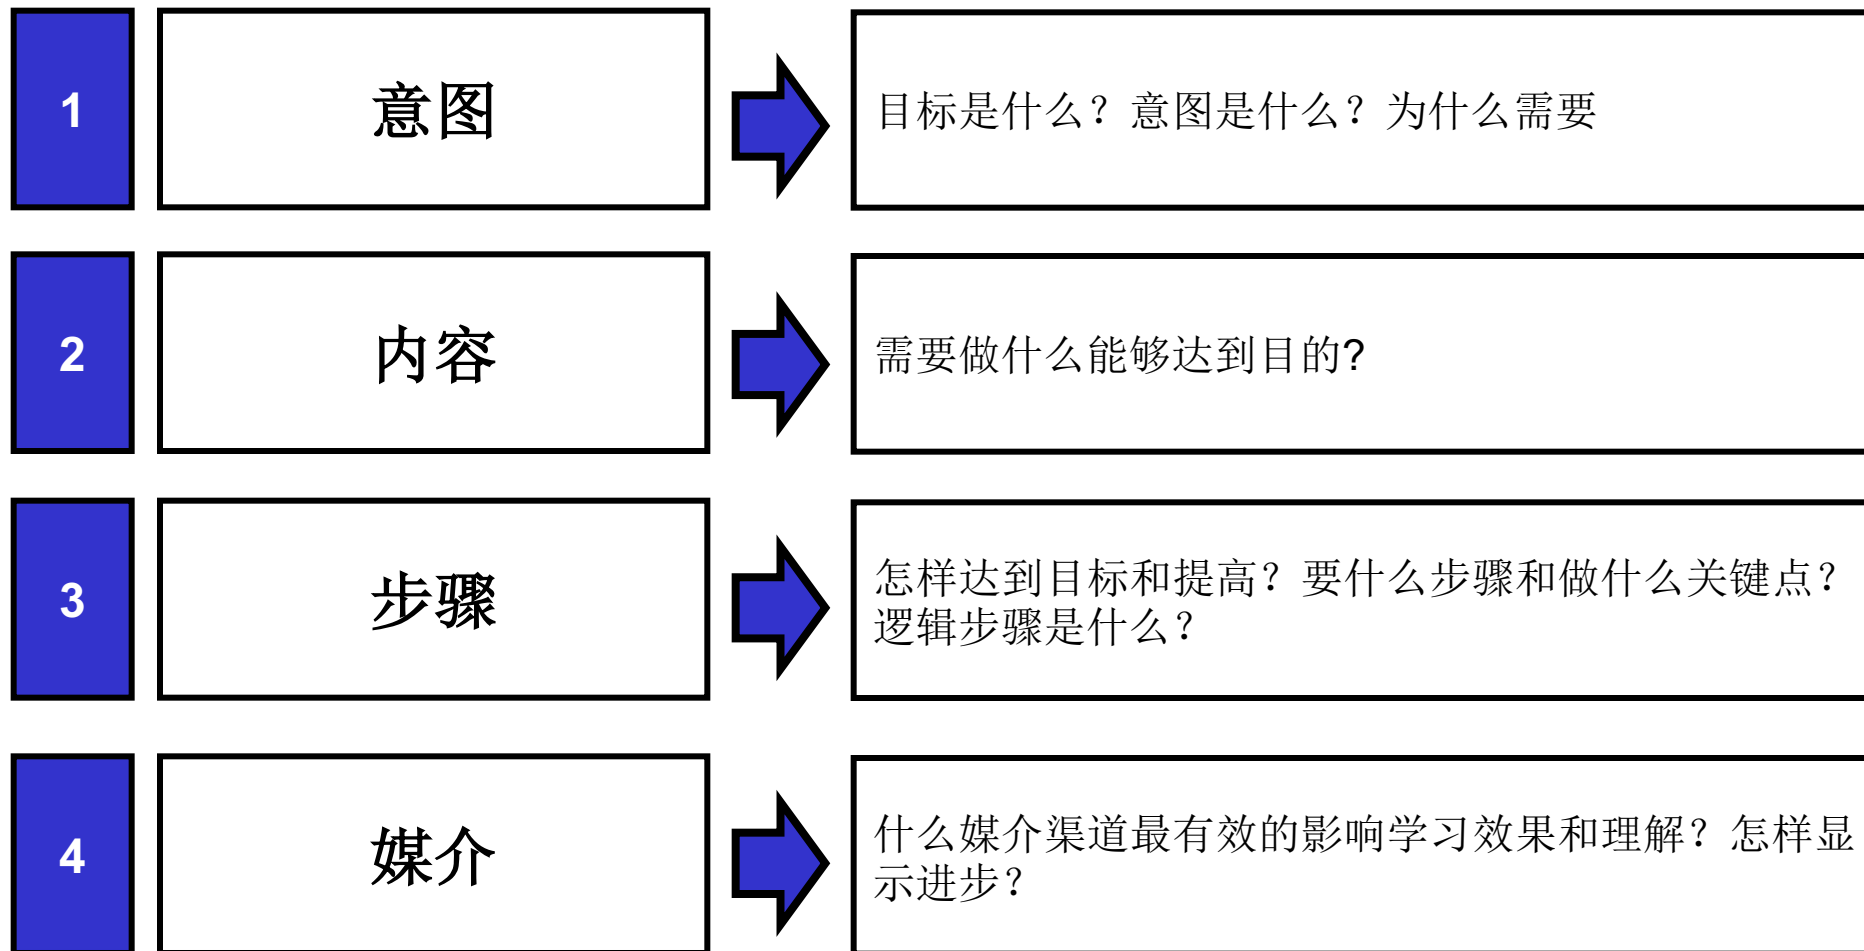 1
意图
目标是什么？意图是什么？为什么需要
2
内容
需要做什么能够达到目的?
3
步骤
怎样达到目标和提高？要什么步骤和做什么关键点？
逻辑步骤是什么？
4
媒介
什么媒介渠道最有效的影响学习效果和理解？怎样显
示进步？